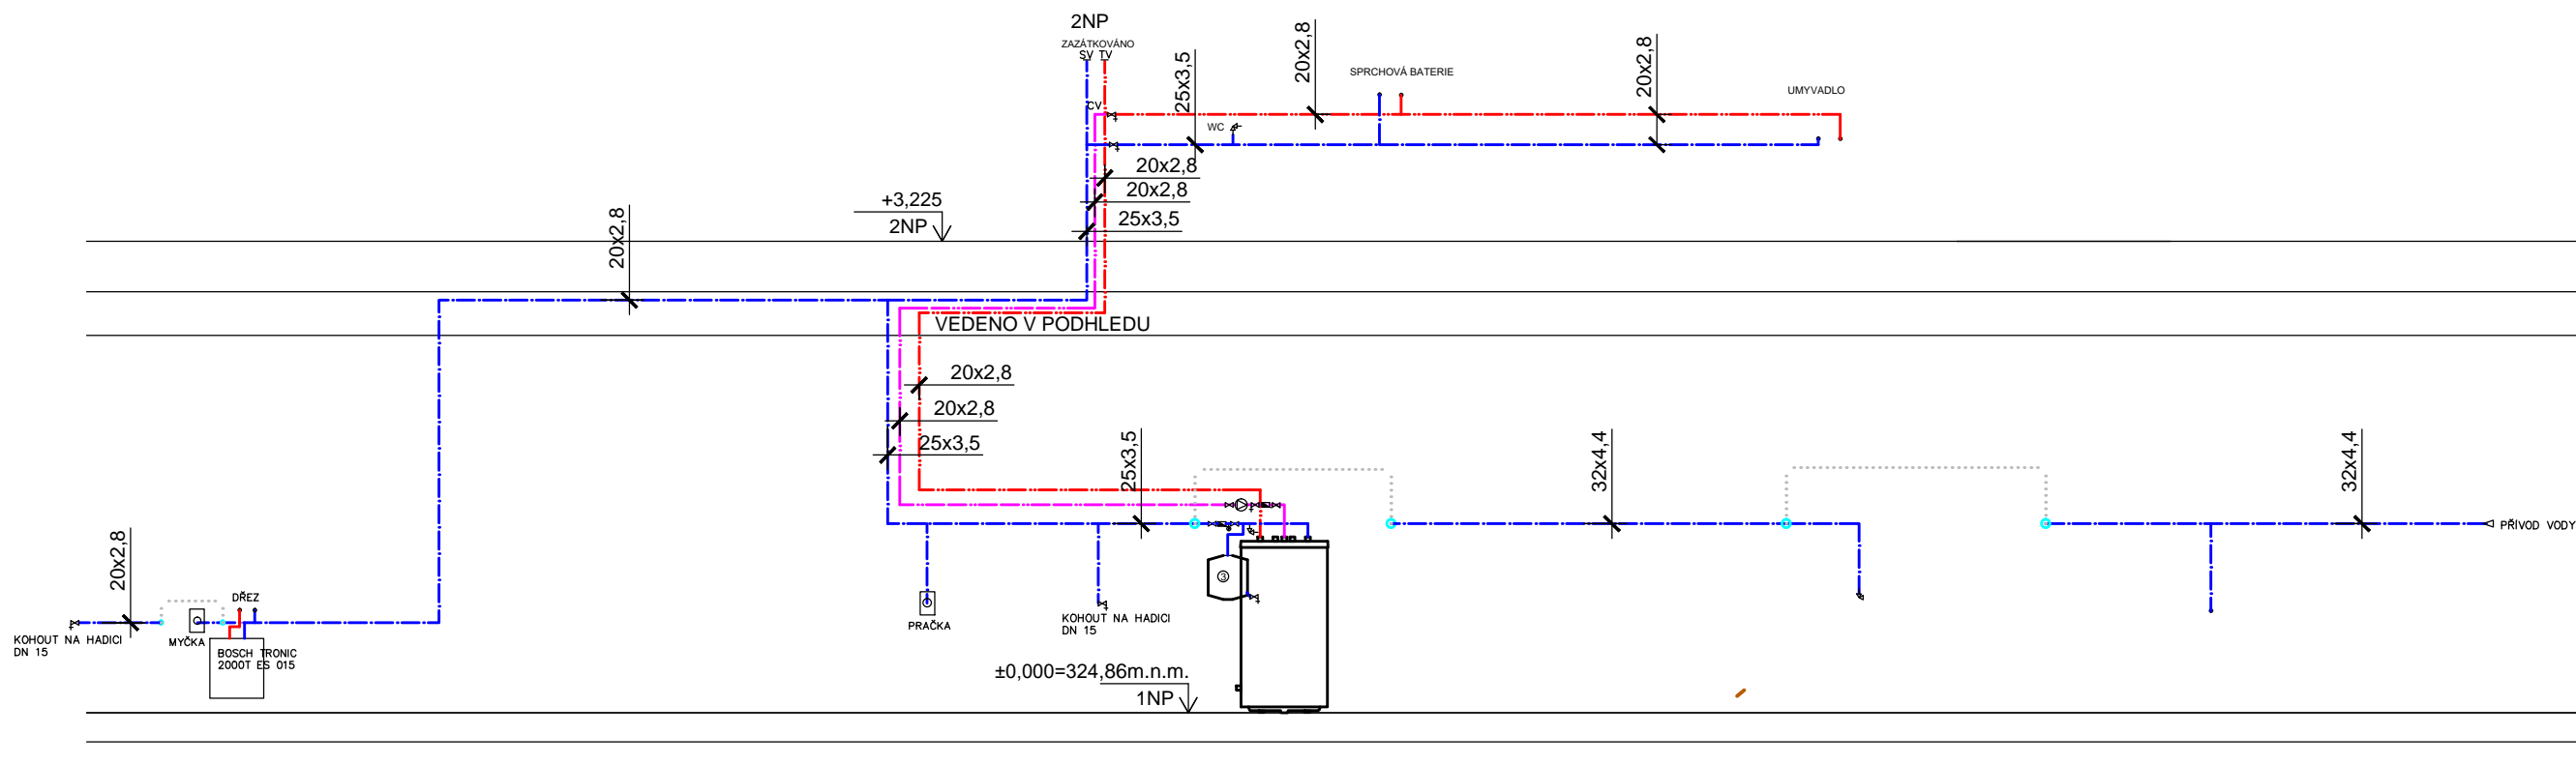 2NP
ZAZÁTKOVÁNO
SV TV
CV
25x3,5
20x2,8
SPRCHOVÁ BATERIE
20x2,8
UMYVADLO
WC
20x2,8
20x2,8
25x3,5
+3,225
2NP
20x2,8
VEDENO V PODHLEDU
20x2,8
20x2,8
25x3,5
25x3,5
32x4,4
32x4,4
PŘÍVOD VODY
20x2,8
KOHOUT NA HADICI
DN 15
MYČKA
DŘEZ
BOSCH TRONIC
2000T ES 015
PRAČKA
KOHOUT NA HADICI
DN 15
3
±0,000=324,86m.n.m.
1NP